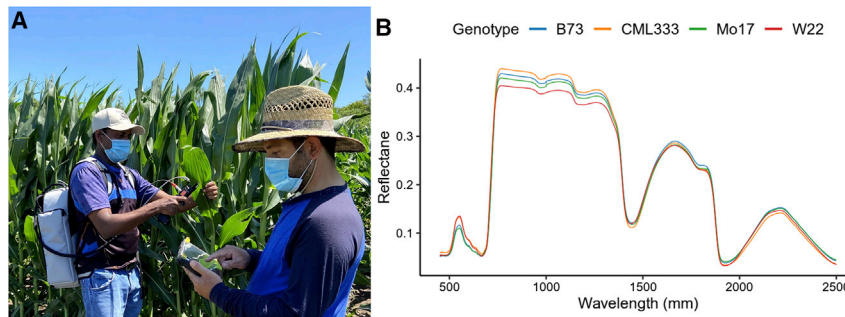 A
B
Genotype B73 CML333 Mo17 W22
Reflectane
0.4
0.3
0.2
0.1
500 1000 1500 2000 2500
Wavelength (mm)